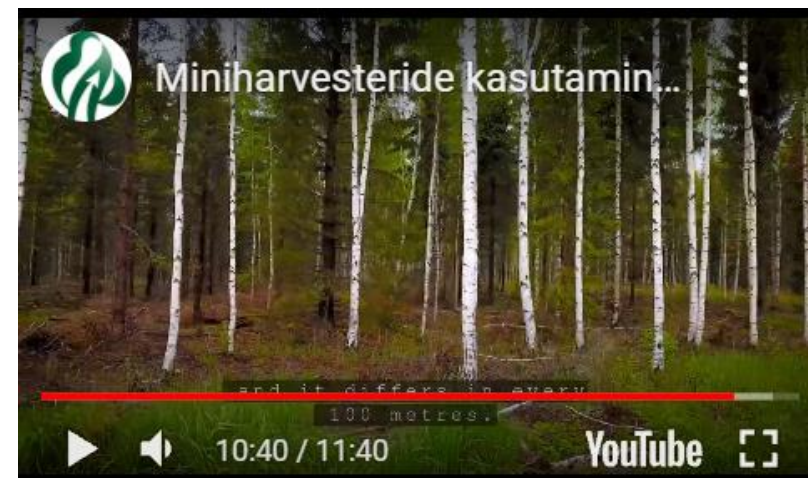 Miniharvesteride kasutamin...
and it differs in every
100 metres.
10:40 / 11:40
YouTube